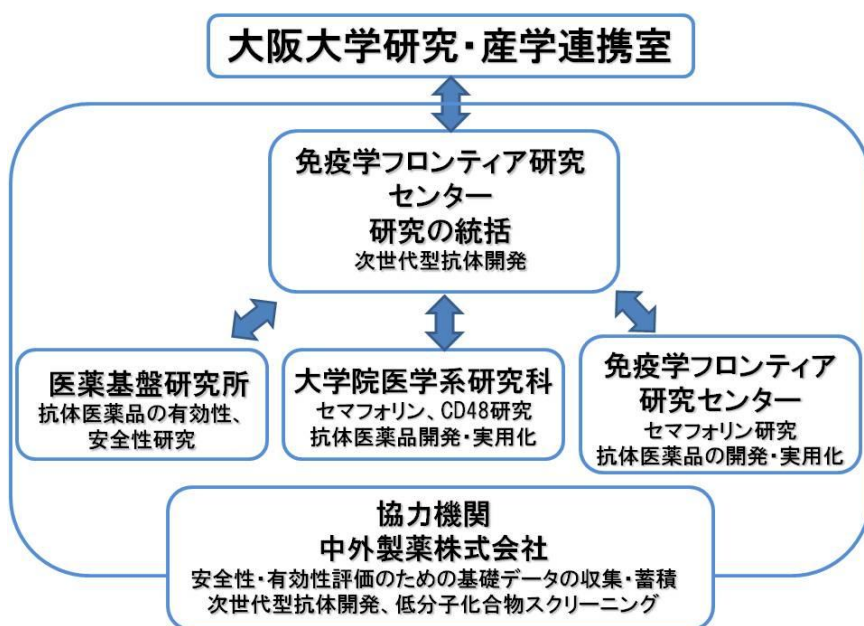 大阪大学研究・産学連携室
免疫学フロンティア研究
センター
研究の統括
次世代型抗体開発
医薬基盤研究所
抗体医薬品の有効性、
安全性研究
大学院医学系研究科
セマフォリン、CD48研究
抗体医薬品開発・実用化
免疫学フロンティア
研究センター
セマフォリン研究
抗体医薬品の開発・実用化
協力機関
中外製薬株式会社
安全性・有効性評価のための基礎データの収集・蓄積
次世代型抗体開発、低分子化合物スクリーニング